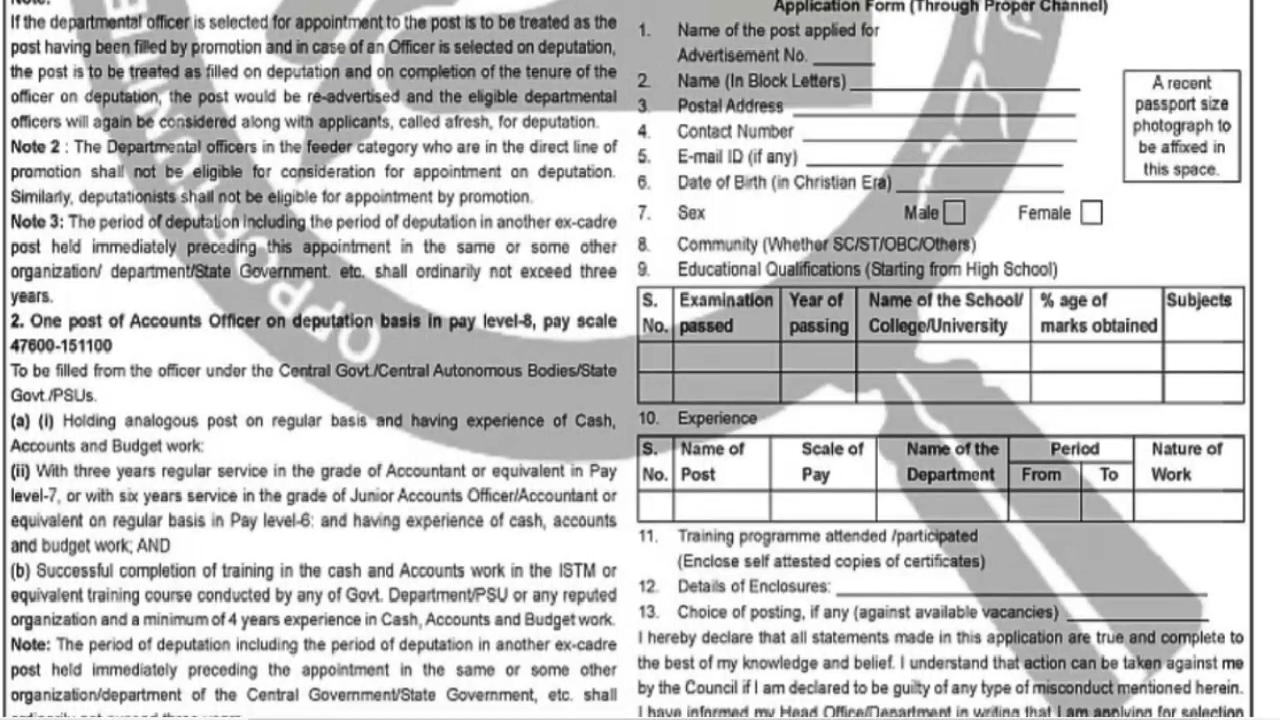 Note:
If the departmental officer is selected for appointment to the post is to be treated as the
post having been filled by promotion and in case of an Officer is selected on deputation,
the post is to be treated as filled on deputation and on completion of the tenure of the
officer on deputation, the post would be re-advertised and the eligible departmental
officers will again be considered along with applicants, called afresh, for deputation.
Note 2 : The Departmental officers in the feeder category who are in the direct line of
promotion shall not be eligible for consideration for appointment on deputation.
Similarly, deputationists shall not be eligible for appointment by promotion.
Note 3: The period of deputation including the period of deputation in another ex-cadre
post held immediately preceding this appointment in the same or some other
organization/ department/State Government. etc. shall ordinarily not exceed three
years.
2. One post of Accounts Officer on deputation basis in pay level-8, pay scale
47600-151100
To be filled from the officer under the Central Govt./Central Autonomous Bodies/State
Govt./PSUs.
(a) (i) Holding analogous post on regular basis and having experience of Cash,
Accounts and Budget work:
(ii) With three years regular service in the grade of Accountant or equivalent in Pay
level-7, or with six years service in the grade of Junior Accounts Officer/Accountant or
equivalent on regular basis in Pay level-6: and having experience of cash, accounts
and budget work; AND
(b) Successful completion of training in the cash and Accounts work in the ISTM or
equivalent training course conducted by any of Govt. Department/PSU or any reputed
organization and a minimum of 4 years experience in Cash, Accounts and Budget work.
Note: The period of deputation including the period of deputation in another ex-cadre
post held immediately preceding the appointment in the same or some other
organization/department of the Central Government/State Government, etc. shall
ordinarily not exceed three years.
Application Form (Through Proper Channel)
1. Name of the post applied for
Advertisement No.
2. Name (In Block Letters)
3. Postal Address
4. Contact Number
5. E-mail ID (if any)
6. Date of Birth (in Christian Era)
A recent
passport size
photograph to
be affixed in
this space.
7. Sex Male Female
8. Community (Whether SC/ST/OBC/Others)
9. Educational Qualifications (Starting from High School)
S. No. Examination passed Year of passing Name of the School/ College/University % age of marks obtained Subjects
10. Experience
S. No. Name of Post Scale of Pay Name of the Department Period From To Nature of Work
11. Training programme attended /participated
(Enclose self attested copies of certificates)
12. Details of Enclosures:
13. Choice of posting, if any (against available vacancies)
I hereby declare that all statements made in this application are true and complete to
the best of my knowledge and belief. I understand that action can be taken against me
by the Council if I am declared to be guilty of any type of misconduct mentioned herein.
I have informed my Head Office/Department in writing that I am applying for selection